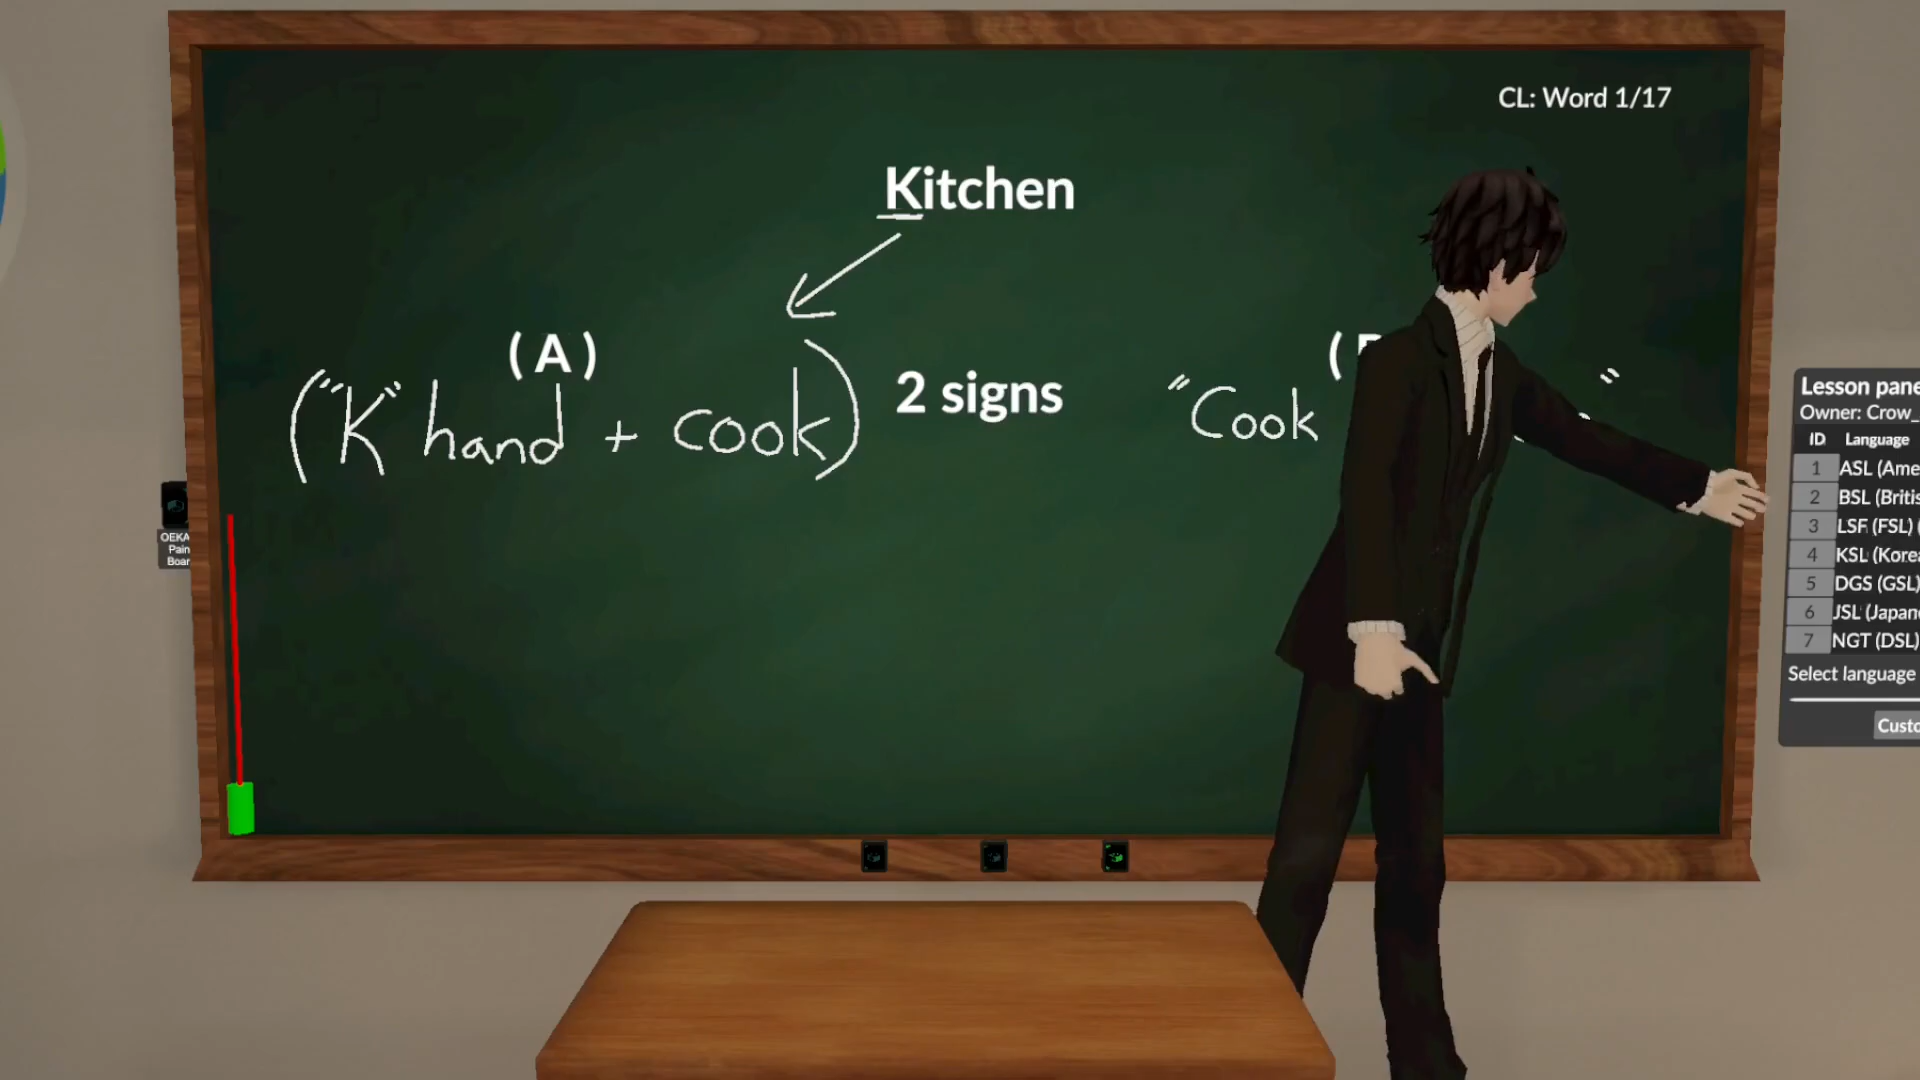 CL: Word 1/17
Kitchen
(A)
("K" hand + cook)
2 signs
(
"Cook "
OEKA
Pain
Boar
Lesson pane
Owner: Crow_
ID Language
1 ASL (Ame
2 BSL (Britis
3 LSF (FSL) (
4 KSL (Korea
5 DGS (GSL)
6 JSL (Japan
7 NGT (DSL)
Select language
Custo